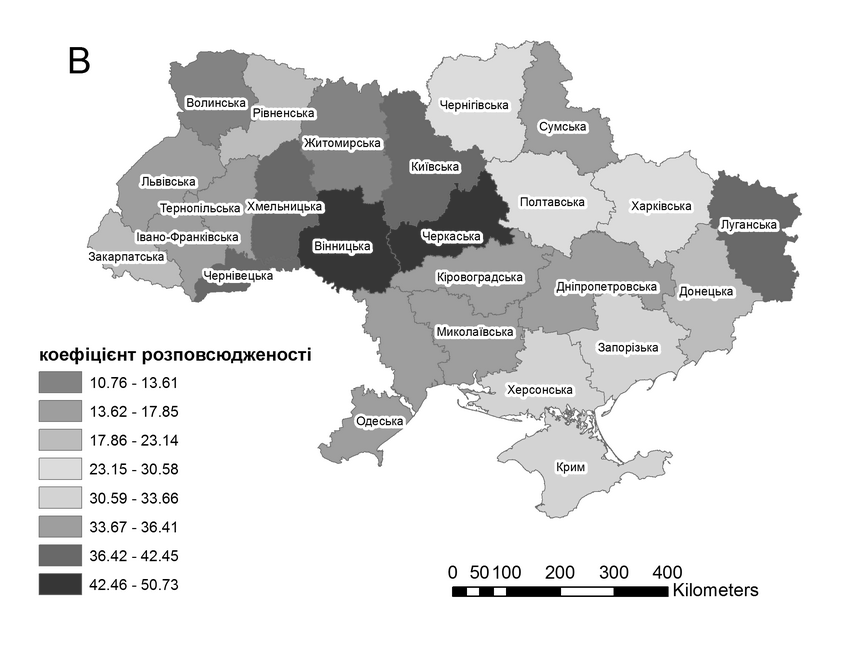 B
Волинська
Рівненська
Чернігівська
Сумська
Житомирська
Київська
Львівська
Тернопільська
Хмельницька
Полтавська
Харківська
Луганська
Івано-Франківська
Вінницька
Черкаська
Закарпатська
Чернівецька
Кіровоградська
Дніпропетровська
Донецька
Миколаївська
Запорізька
Херсонська
Одеська
Крим
коефіцієнт розповсюдженості
10.76 - 13.61
13.62 - 17.85
17.86 - 23.14
23.15 - 30.58
30.59 - 33.66
33.67 - 36.41
36.42 - 42.45
42.46 - 50.73
0 50 100 200 300 400
Kilometers